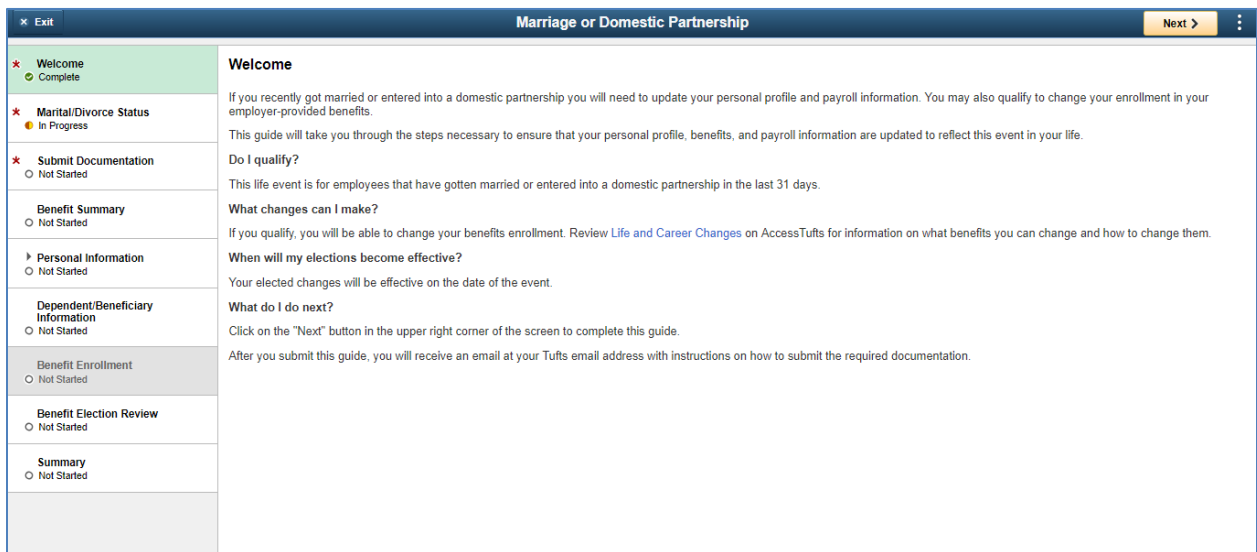 × Exit
Marriage or Domestic Partnership
Next >
* Welcome
Complete
* Marital/Divorce Status
In Progress
* Submit Documentation
Not Started
Benefit Summary
Not Started
Personal Information
Not Started
Dependent/Beneficiary
Information
Not Started
Benefit Enrollment
Not Started
Benefit Election Review
Not Started
Summary
Not Started
Welcome
If you recently got married or entered into a domestic partnership you will need to update your personal profile and payroll information. You may also qualify to change your enrollment in your
employer-provided benefits.
This guide will take you through the steps necessary to ensure that your personal profile, benefits, and payroll information are updated to reflect this event in your life.
Do I qualify?
This life event is for employees that have gotten married or entered into a domestic partnership in the last 31 days.
What changes can I make?
If you qualify, you will be able to change your benefits enrollment. Review Life and Career Changes on AccessTufts for information on what benefits you can change and how to change them.
When will my elections become effective?
Your elected changes will be effective on the date of the event.
What do I do next?
Click on the "Next" button in the upper right corner of the screen to complete this guide.
After you submit this guide, you will receive an email at your Tufts email address with instructions on how to submit the required documentation.